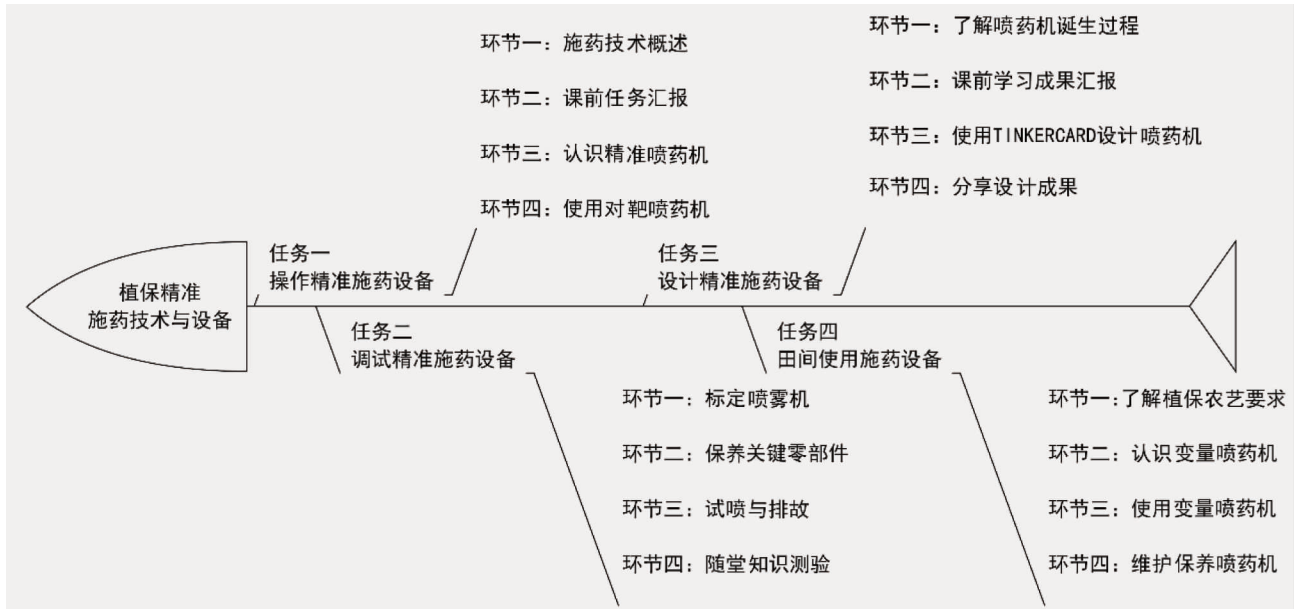 植保精准
施药技术与设备
任务一
操作精准施药设备
环节一：施药技术概述
环节二：课前任务汇报
环节三：认识精准喷药机
环节四：使用对靶喷药机
任务二
调试精准施药设备
环节一：标定喷雾机
环节二：保养关键零部件
环节三：试喷与排故
环节四：随堂知识测验
任务三
设计精准施药设备
环节一：了解喷药机诞生过程
环节二：课前学习成果汇报
环节三：使用TINKERCARD设计喷药机
环节四：分享设计成果
任务四
田间使用施药设备
环节一:了解植保农艺要求
环节二：认识变量喷药机
环节三：使用变量喷药机
环节四：维护保养喷药机